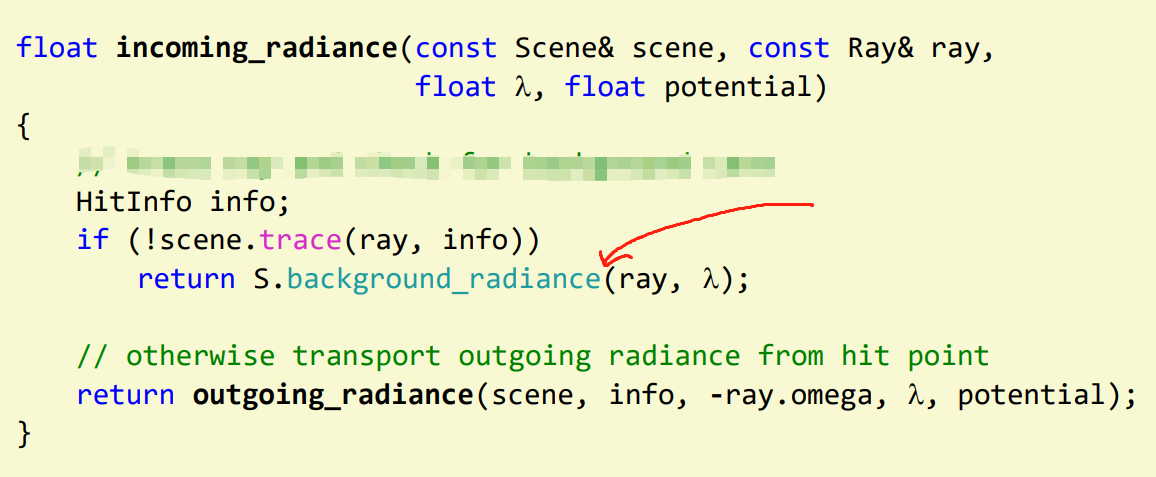 float incoming_radiance(const Scene& scene, const Ray& ray,
float λ, float potential)
{
//
HitInfo info;
if (!scene.trace(ray, info))
return S.background_radiance(ray, λ);
// otherwise transport outgoing radiance from hit point
return outgoing_radiance(scene, info, -ray.omega, λ, potential);
}